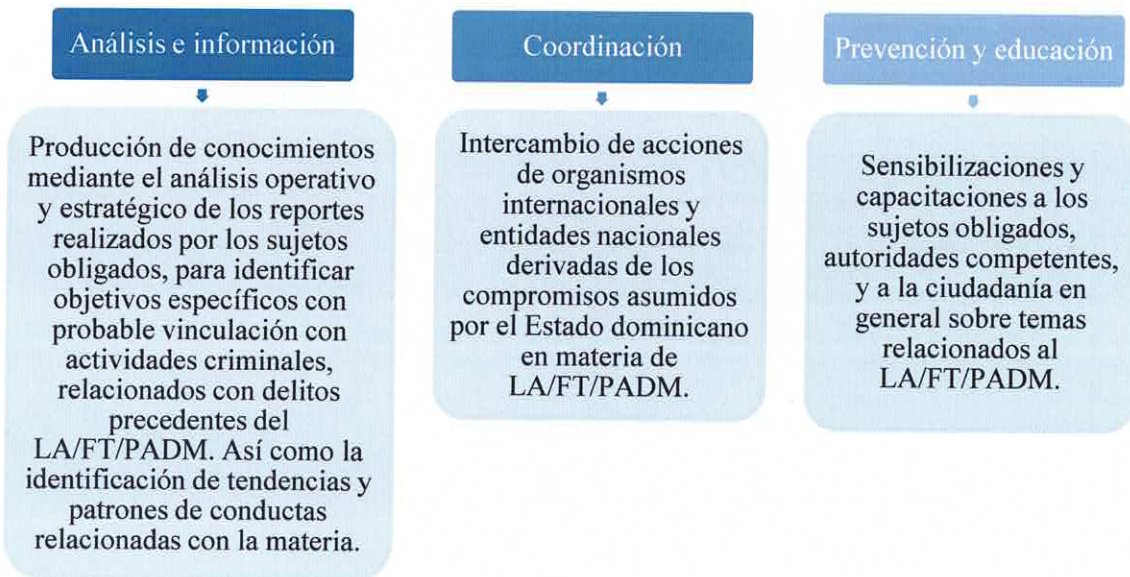 Análisis e información
Producción de conocimientos
mediante el análisis operativo
y estratégico de los reportes
realizados por los sujetos
obligados, para identificar
objetivos específicos con
probable vinculación con
actividades criminales,
relacionados con delitos
precedentes del
LA/FT/PADM. Así como la
identificación de tendencias y
patrones de conductas
relacionadas con la materia.
Coordinación
Intercambio de acciones
de organismos
internacionales y
entidades nacionales
derivadas de los
compromisos asumidos
por el Estado dominicano
en materia de
LA/FT/PADM.
Prevención y educación
Sensibilizaciones y
capacitaciones a los
sujetos obligados,
autoridades competentes,
y a la ciudadanía en
general sobre temas
relacionados al
LA/FT/PADM.